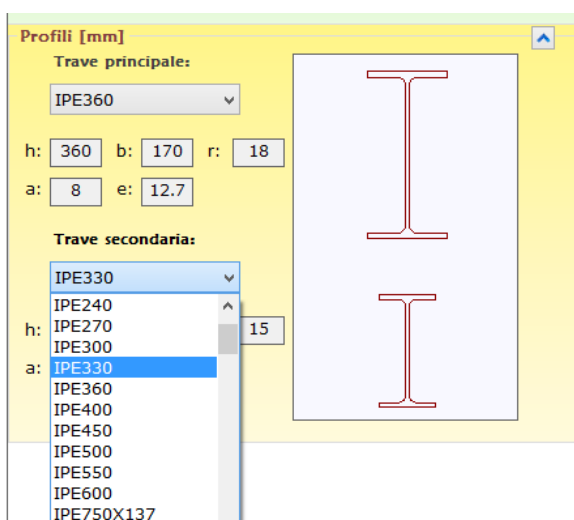 Profili [mm]
Trave principale:
IPE360
h: 360 b: 170 r: 18
a: 8 e: 12.7
Trave secondaria:
IPE330
IPE240
h: IPE270 15
IPE300
a: IPE330
IPE360
IPE400
IPE450
IPE500
IPE550
IPE600
IPE750X137